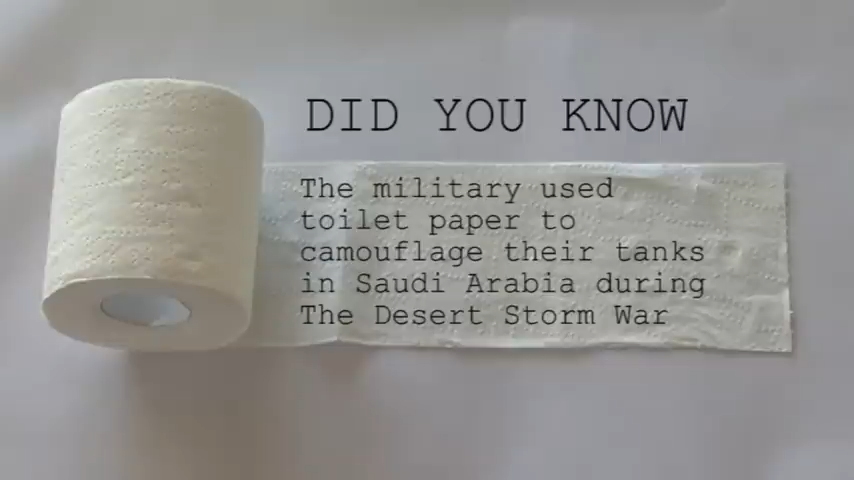 DID YOU KNOW
The military used
toilet paper to
camouflage their tanks
in Saudi Arabia during
The Desert Storm War